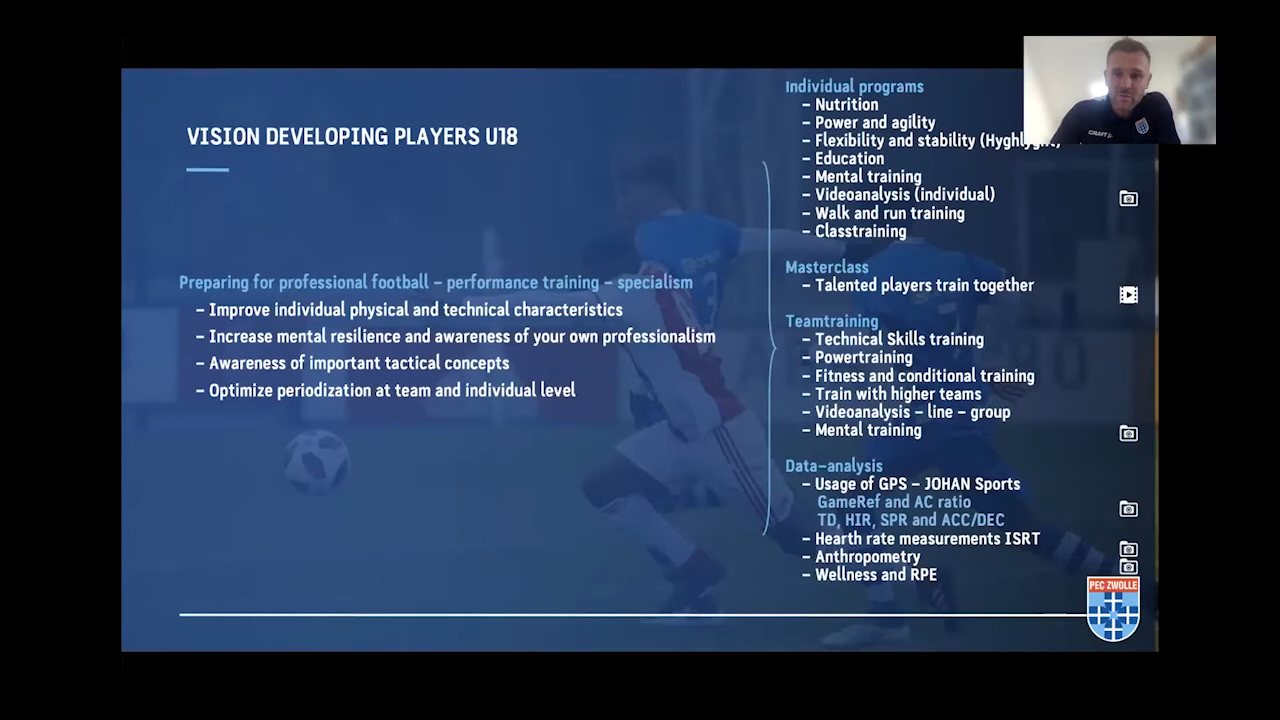 VISION DEVELOPING PLAYERS U18
Preparing for professional football – performance training – specialism
– Improve individual physical and technical characteristics
– Increase mental resilience and awareness of your own professionalism
– Awareness of important tactical concepts
– Optimize periodization at team and individual level
Individual programs
– Nutrition
– Power and agility
– Flexibility and stability (Hyghlyght)
– Education
– Mental training
– Videoanalysis (individual)
– Walk and run training
– Classtraining
Masterclass
– Talented players train together
Teamtraining
– Technical Skills training
– Powertraining
– Fitness and conditional training
– Train with higher teams
– Videoanalysis – line – group
– Mental training
Data-analysis
– Usage of GPS – JOHAN Sports
GameRef and AC ratio
TD, HIR, SPR and ACC/DEC
– Hearth rate measurements ISRT
– Anthropometry
– Wellness and RPE
PEC ZWOLLE
CRAFT